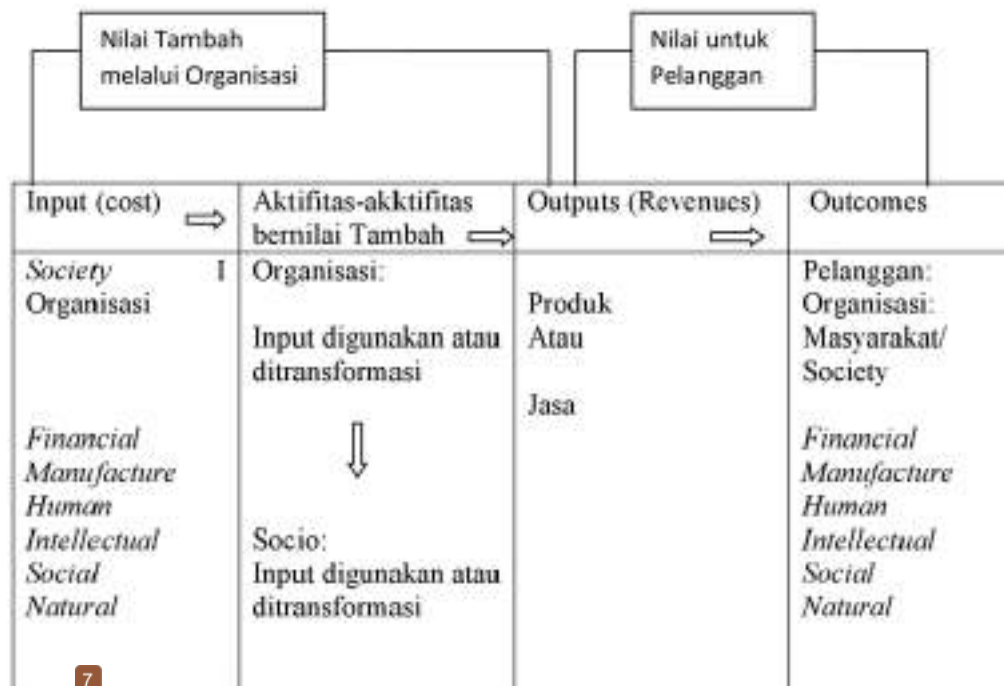 Nilai Tambah
melalui Organisasi
Nilai untuk
Pelanggan
Input (cost)
Aktifitas-akktifitas
bernilai Tambah
Outputs (Revenues)
Outcomes
Society I
Organisasi
Financial
Manufacture
Human
Intellectual
Social
Natural
Organisasi:
Input digunakan atau
ditransformasi
Socio:
Input digunakan atau
ditransformasi
Produk
Atau
Jasa
Pelanggan:
Organisasi:
Masyarakat/
Society
Financial
Manufacture
Human
Intellectual
Social
Natural
7